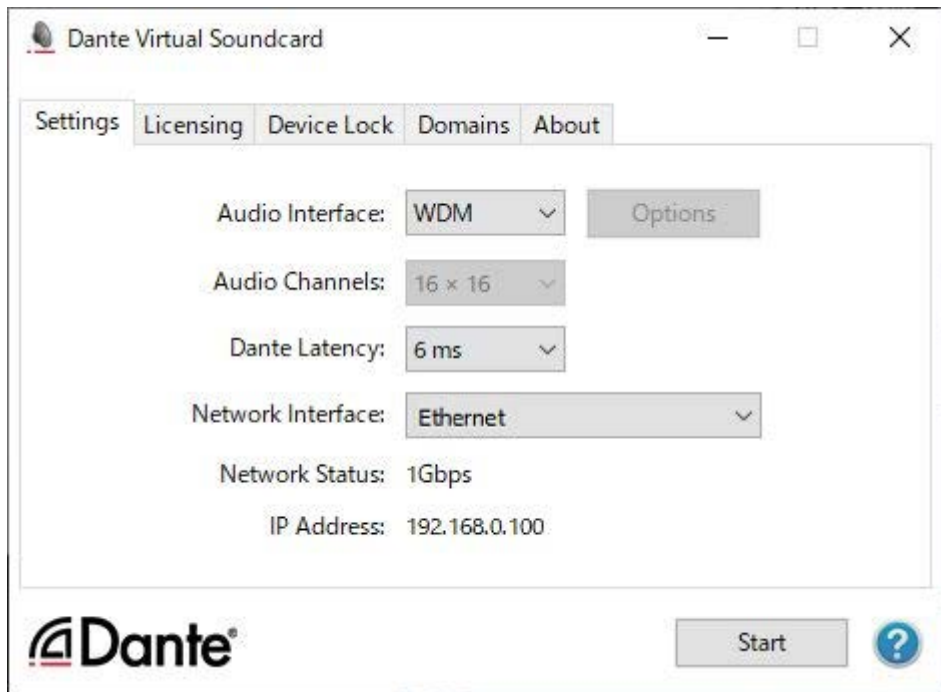 Dante Virtual Soundcard
Settings Licensing Device Lock Domains About
Audio Interface: WDM Options
Audio Channels: 16 × 16
Dante Latency: 6 ms
Network Interface: Ethernet
Network Status: 1Gbps
IP Address: 192.168.0.100
Dante® Start ?